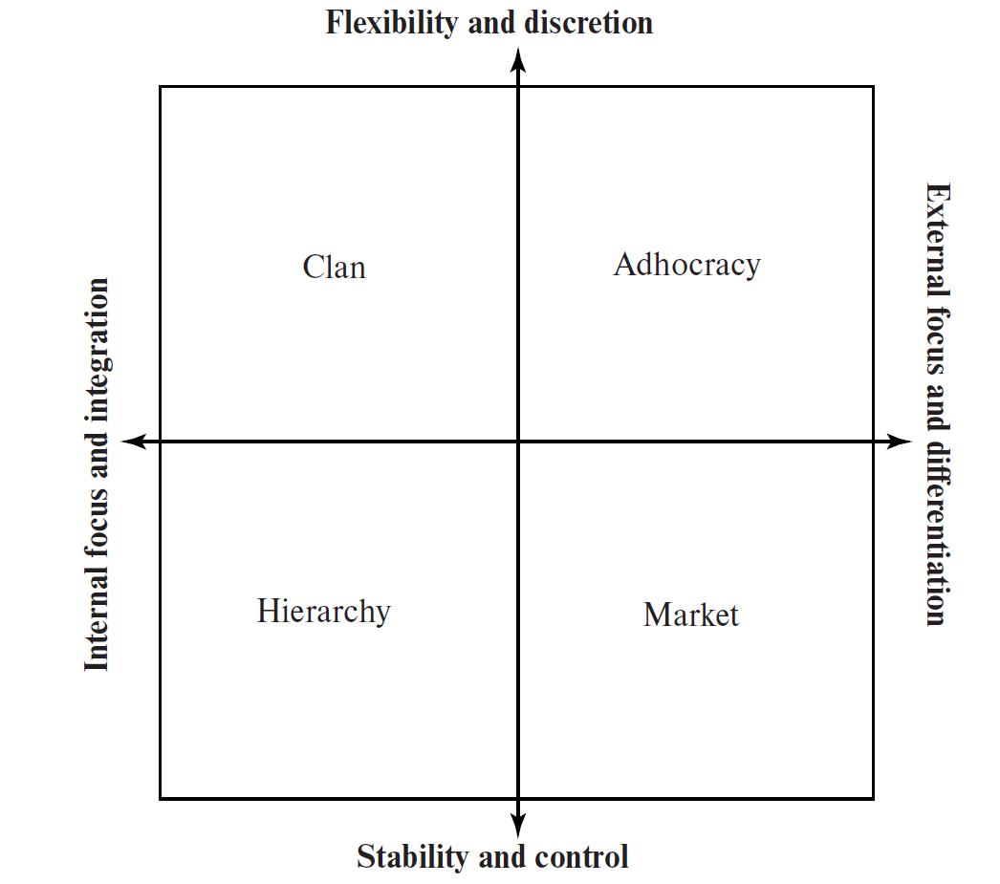 Flexibility and discretion
Clan
Adhocracy
Internal focus and integration
External focus and differentiation
Hierarchy
Market
Stability and control